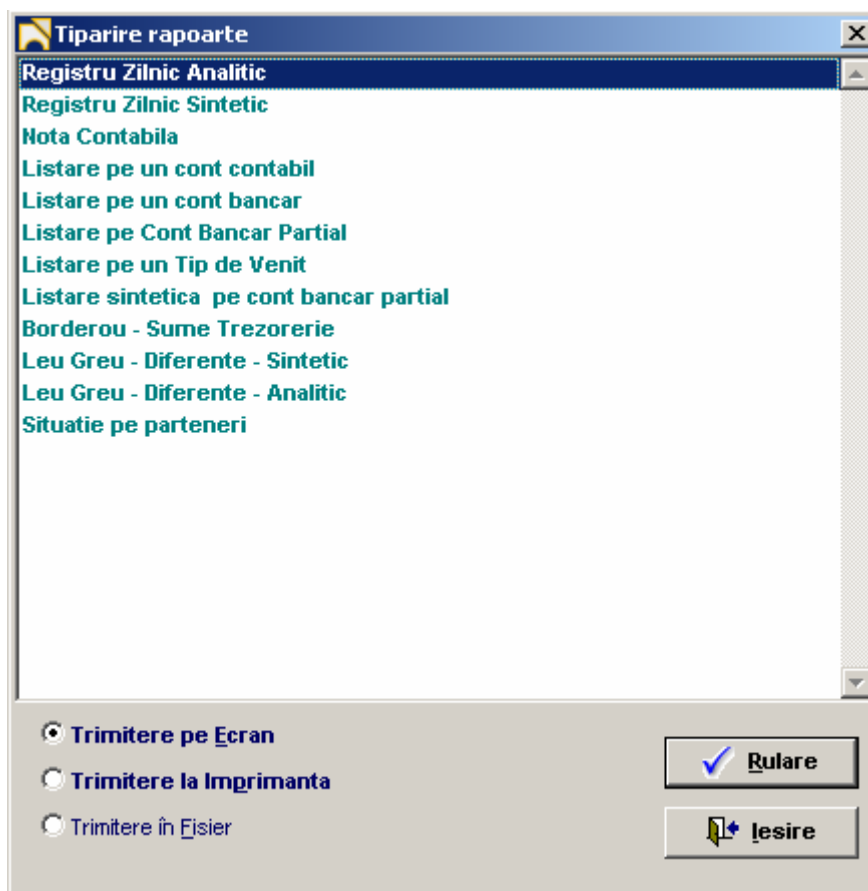 Tiparire rapoarte
Registru Zilnic Analitic
Registru Zilnic Sintetic
Nota Contabila
Listare pe un cont contabil
Listare pe un cont bancar
Listare pe Cont Bancar Partial
Listare pe un Tip de Venit
Listare sintetica  pe cont bancar partial
Borderou - Sume Trezorerie
Leu Greu - Diferente - Sintetic
Leu Greu - Diferente - Analitic
Situatie pe parteneri
Trimitere pe Ecran
Trimitere la Imprimanta
Trimitere în Fisier
Rulare
Iesire